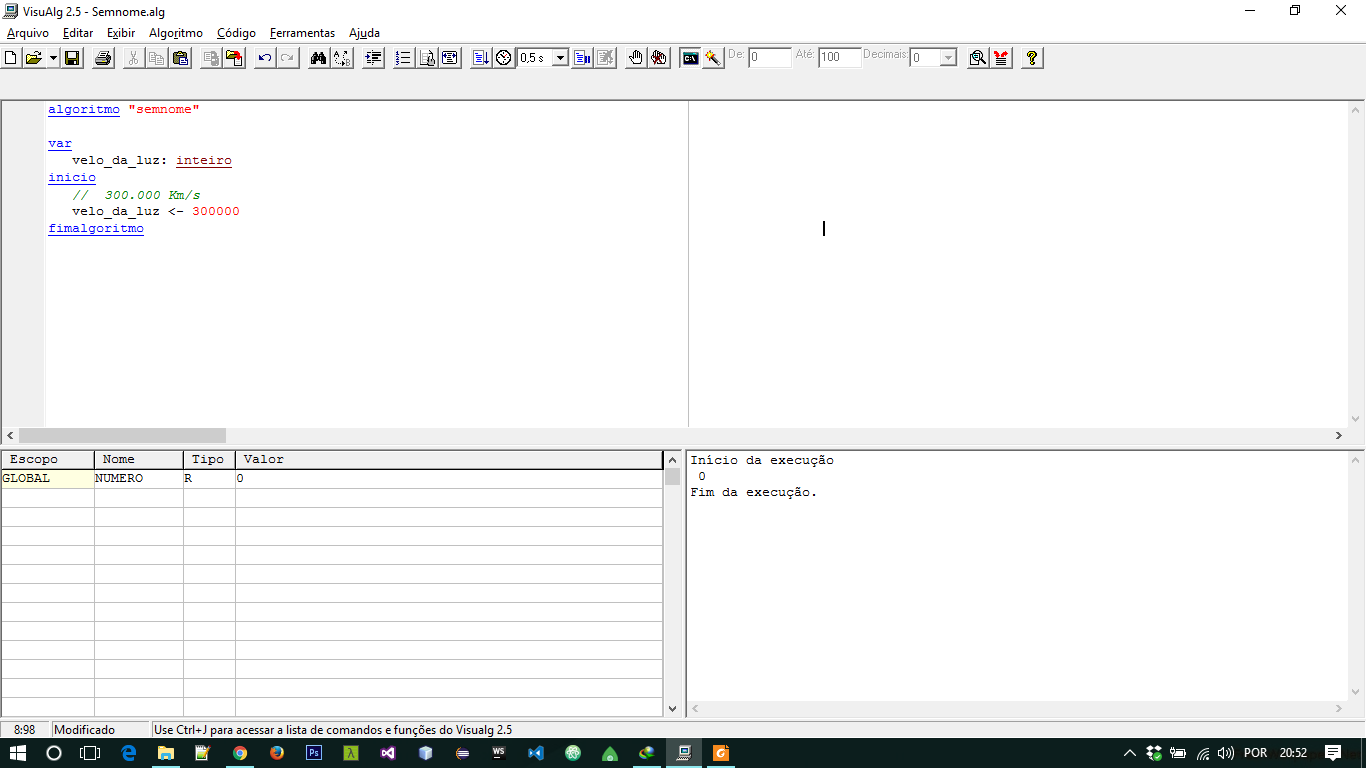 VisuAlg 2.5 - Semnome.alg
Arquivo Editar Exibir Algoritmo Código Ferramentas Ajuda
0,5 s De: 0 Até: 100 Decimais: 0
algoritmo "semnome"
var
velo_da_luz: inteiro
inicio
// 300.000 Km/s
velo_da_luz <- 300000
fimalgoritmo
Escopo Nome Tipo Valor
GLOBAL NUMERO R 0
Início da execução
0
Fim da execução.
8:98 Modificado Use Ctrl+J para acessar a lista de comandos e funções do Visualg 2.5
Ps WS POR 20:52